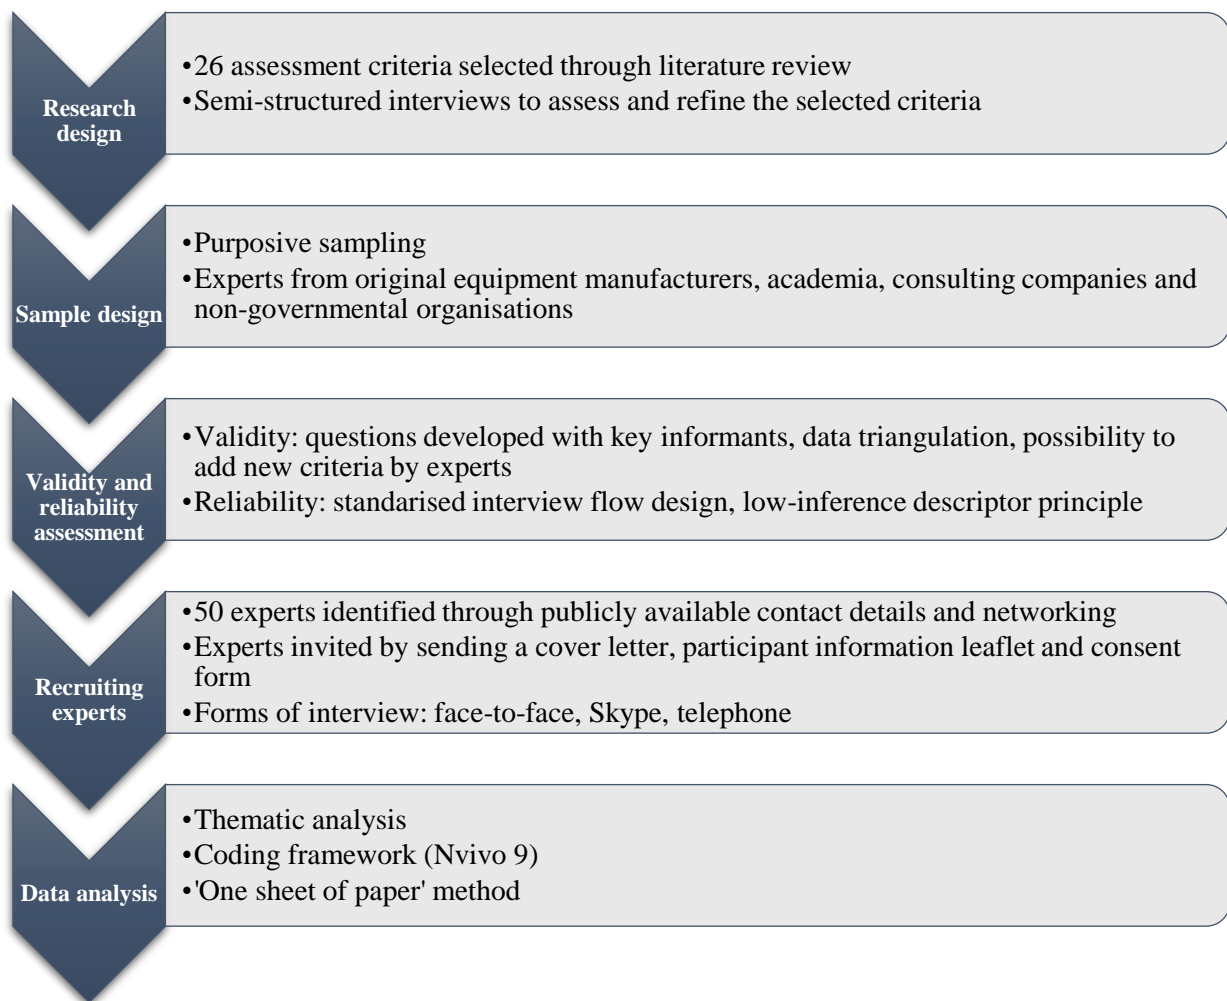 Research
design
•26 assessment criteria selected through literature review
•Semi-structured interviews to assess and refine the selected criteria
Sample design
•Purposive sampling
•Experts from original equipment manufacturers, academia, consulting companies and
non-governmental organisations
Validity and
reliability
assessment
•Validity: questions developed with key informants, data triangulation, possibility to
add new criteria by experts
•Reliability: standarised interview flow design, low-inference descriptor principle
Recruiting
experts
•50 experts identified through publicly available contact details and networking
•Experts invited by sending a cover letter, participant information leaflet and consent
form
•Forms of interview: face-to-face, Skype, telephone
Data analysis
•Thematic analysis
•Coding framework (Nvivo 9)
•'One sheet of paper' method